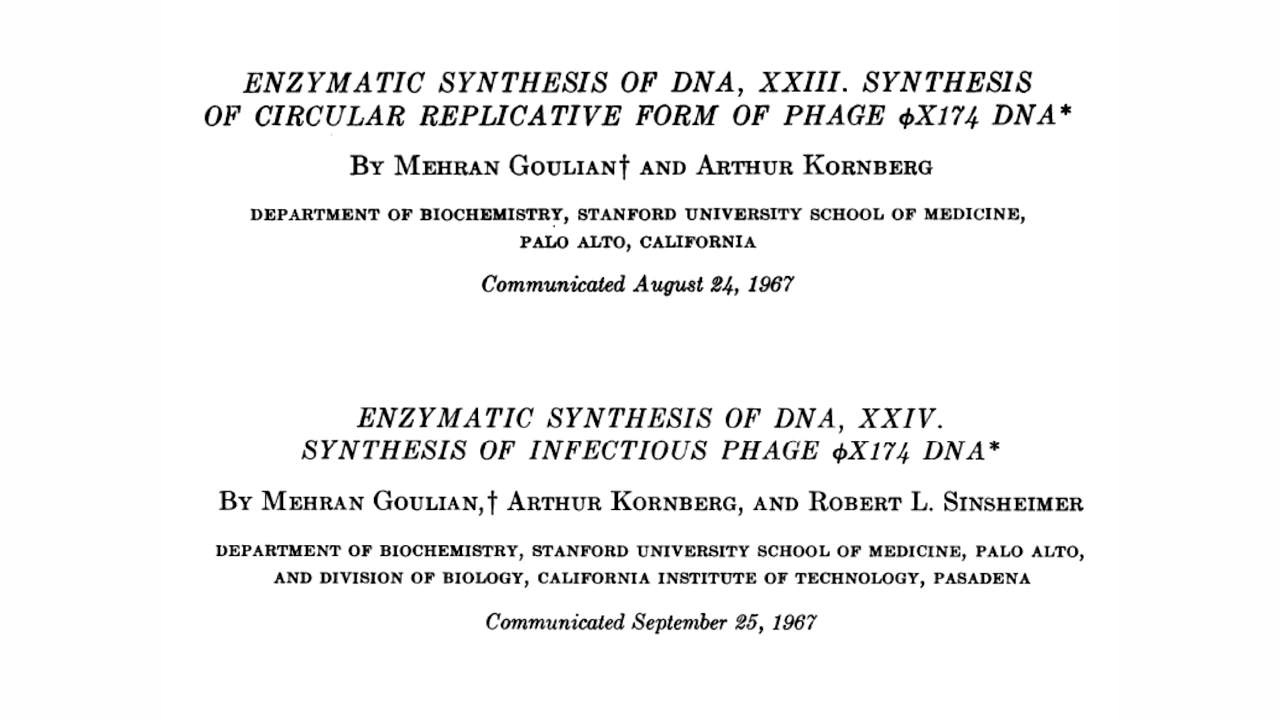 ENZYMATIC SYNTHESIS OF DNA, XXIII. SYNTHESIS
OF CIRCULAR REPLICATIVE FORM OF PHAGE ϕX174 DNA*
BY MEHRAN GOULIAN† AND ARTHUR KORNBERG
DEPARTMENT OF BIOCHEMISTRY, STANFORD UNIVERSITY SCHOOL OF MEDICINE,
PALO ALTO, CALIFORNIA
Communicated August 24, 1967
ENZYMATIC SYNTHESIS OF DNA, XXIV.
SYNTHESIS OF INFECTIOUS PHAGE ϕX174 DNA*
BY MEHRAN GOULIAN,† ARTHUR KORNBERG, AND ROBERT L. SINSHEIMER
DEPARTMENT OF BIOCHEMISTRY, STANFORD UNIVERSITY SCHOOL OF MEDICINE, PALO ALTO,
AND DIVISION OF BIOLOGY, CALIFORNIA INSTITUTE OF TECHNOLOGY, PASADENA
Communicated September 25, 1967